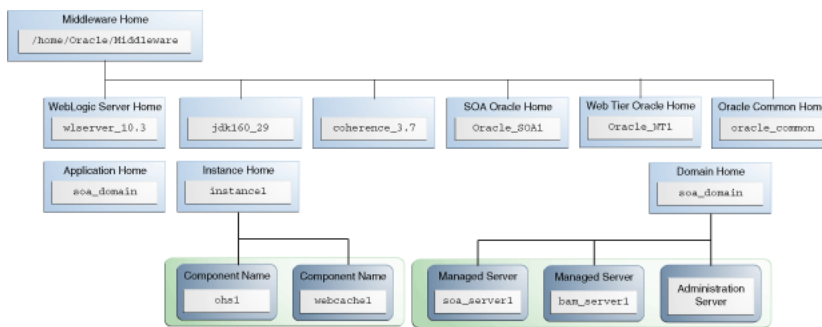 Middleware Home
/home/Oracle/Middleware
WebLogic Server Home
wlserver_10.3
jdk160_29
coherence_3.7
SOA Oracle Home
Oracle_SOA1
Web Tier Oracle Home
Oracle_WT1
Oracle Common Home
oracle_common
Application Home
soa_domain
Instance Home
instance1
Domain Home
soa_domain
Component Name
ohs1
Component Name
webcache1
Managed Server
soa_server1
Managed Server
bam_server1
Administration
Server